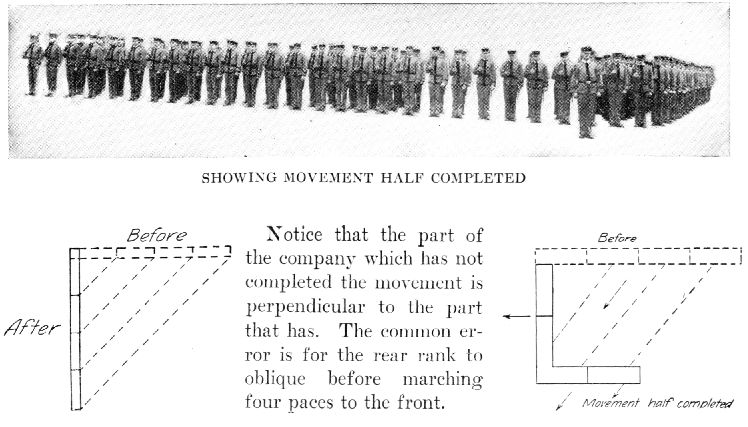 SHOWING MOVEMENT HALF COMPLETED
Before
After
Notice that the part of
the company which has not
completed the movement is
perpendicular to the part
that has. The common er-
ror is for the rear rank to
oblique before marching
four paces to the front.
Before
Movement half completed